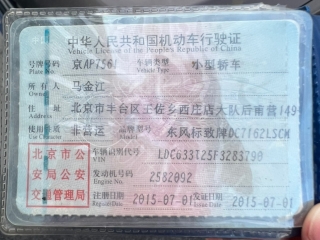 中华人民共和国机动车行驶证
Vehicle License of the People's Republic of China
号牌号码 京AP7561 车辆类型 小型轿车
Plate No. Vehicle Type
所有人 马金江
Owner
住址 北京市丰台区王佐乡西庄店大队后甫营149
Address
使用性质 非营运 东风标致牌DC7162LSCM
北京市公 车辆识别代号 LDC633T25F3283790
VIN
安局公安 发动机号码 2582092
Engine No.
交通管理局 注册日期 2015-07-01 发证日期 2015-07-01
Register Date Issue Date